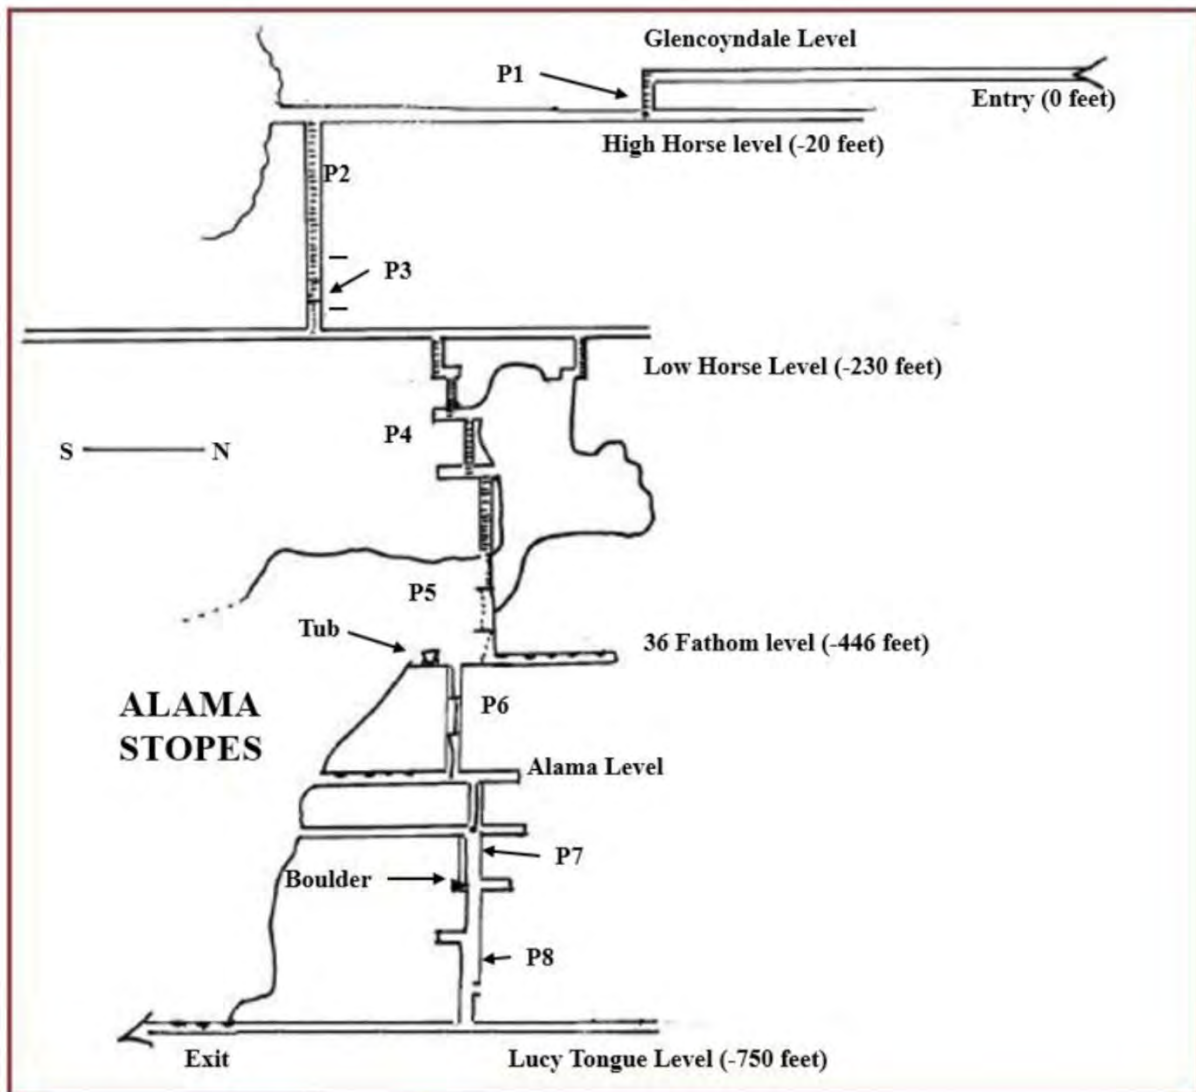 Glencoyndale Level
P1
Entry (0 feet)
High Horse level (-20 feet)
P2
P3
Low Horse Level (-230 feet)
P4
S N
P5
Tub
36 Fathom level (-446 feet)
ALAMA
STOPES
P6
Alama Level
P7
Boulder
P8
Exit
Lucy Tongue Level (-750 feet)